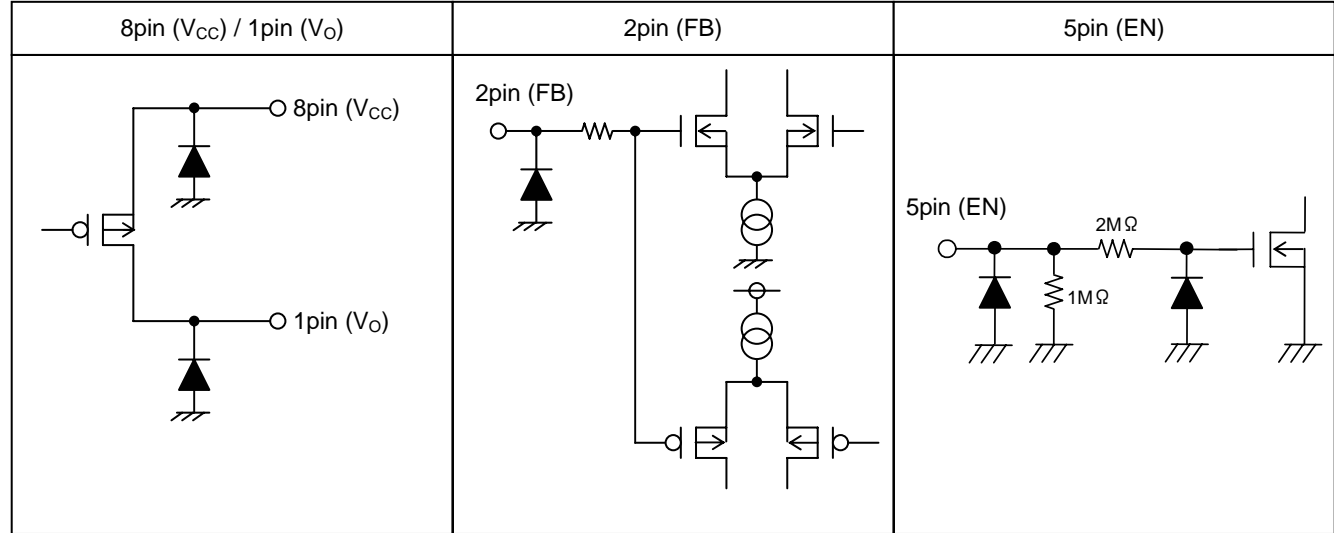 8pin (VCC) / 1pin (VO)
2pin (FB)
5pin (EN)
8pin (VCC)
1pin (VO)
2pin (FB)
5pin (EN)
2MΩ
1MΩ